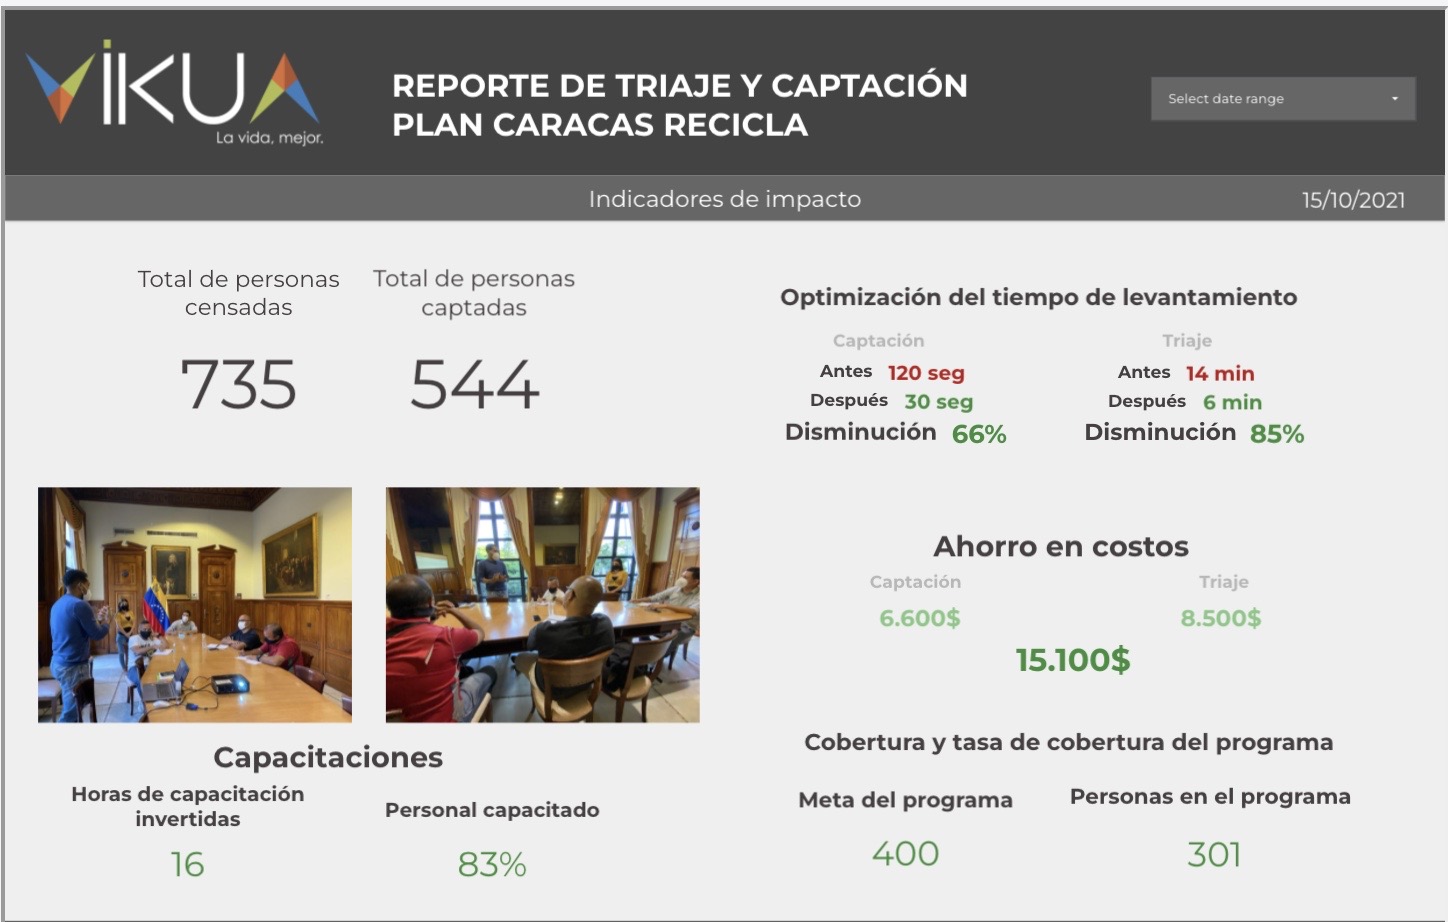 VIKUA
La vida, mejor.
REPORTE DE TRIAJE Y CAPTACIÓN
PLAN CARACAS RECICLA
Select date range
Indicadores de impacto
15/10/2021
Total de personas
censadas
735
Total de personas
captadas
544
Optimización del tiempo de levantamiento
Captación
Antes 120 seg
Después 30 seg
Disminución 66%
Triaje
Antes 14 min
Después 6 min
Disminución 85%
Ahorro en costos
Captación
6.600$
Triaje
8.500$
15.100$
Capacitaciones
Horas de capacitación
invertidas
16
Personal capacitado
83%
Cobertura y tasa de cobertura del programa
Meta del programa
400
Personas en el programa
301